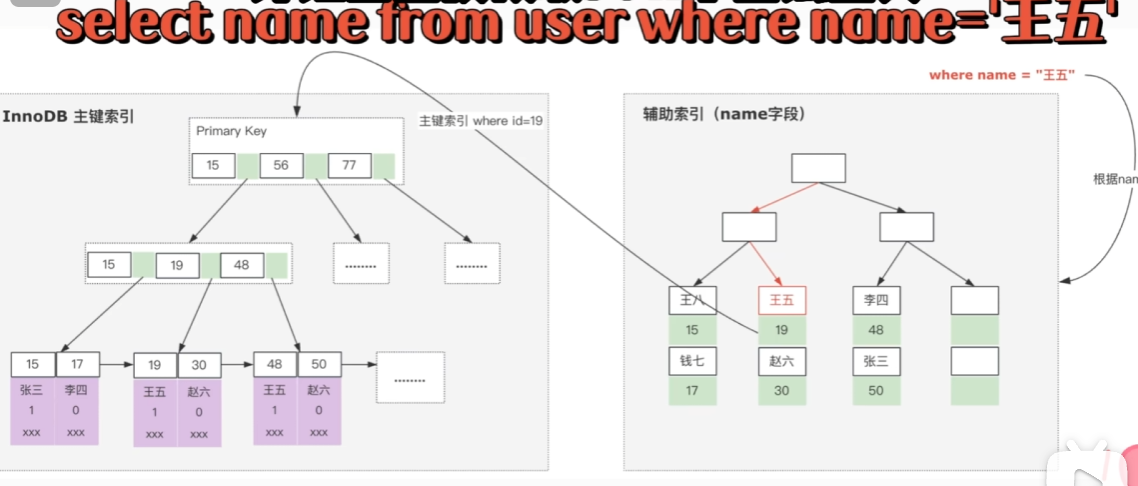 select name from user where name='王五'
where name = "王五"
InnoDB 主键索引
Primary Key
15 56 77
主键索引 where id=19
辅助索引（name字段）
根据nam
15 19 48
........
........
15 17
19 30
48 50
........
张三 李四
1 0
xxx xxx
王五 赵六
1 0
xxx xxx
王五 赵六
1 0
xxx xxx
王八
15
钱七
17
王五
19
赵六
30
李四
48
张三
50